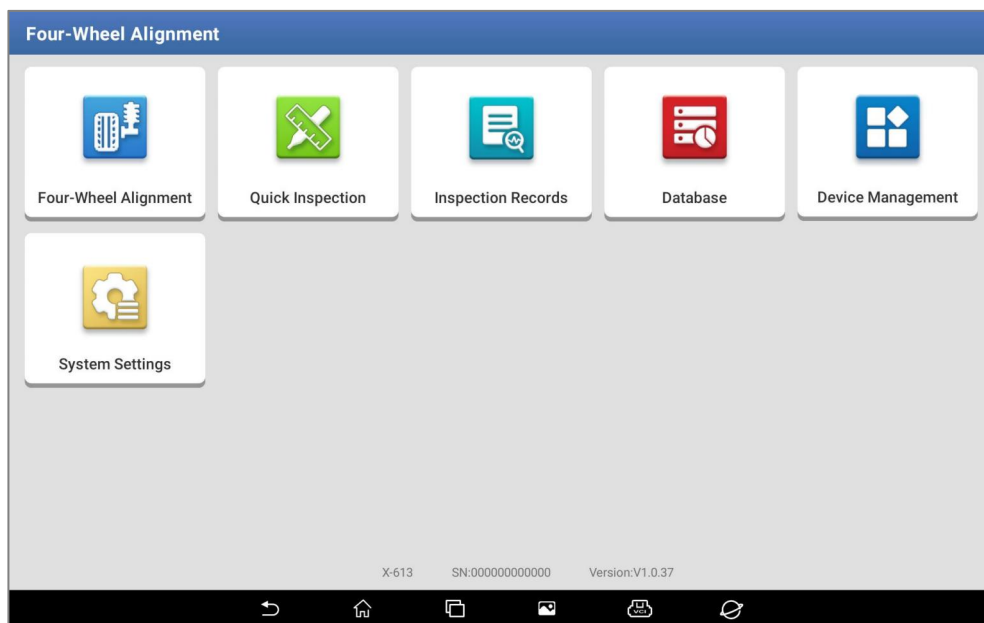 Four-Wheel Alignment
Four-Wheel Alignment Quick Inspection Inspection Records Database Device Management
System Settings
X-613 SN:000000000000 Version:V1.0.37
VCI